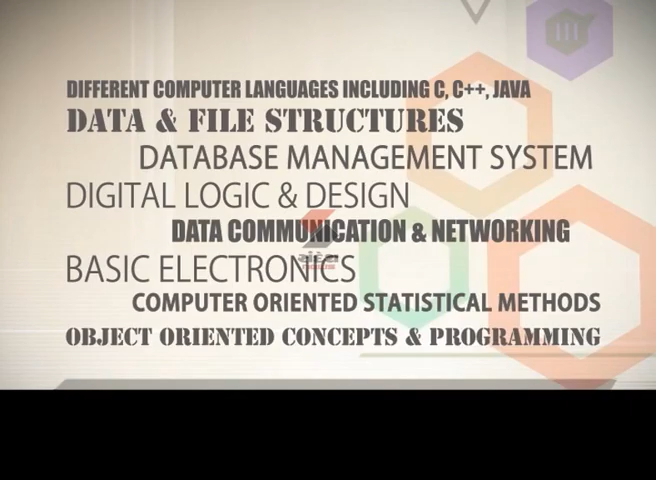 DIFFERENT COMPUTER LANGUAGES INCLUDING C, C++, JAVA
DATA & FILE STRUCTURES
DATABASE MANAGEMENT SYSTEM
DIGITAL LOGIC & DESIGN
DATA COMMUNICATION & NETWORKING
BASIC ELECTRONICS
COMPUTER ORIENTED STATISTICAL METHODS
OBJECT ORIENTED CONCEPTS & PROGRAMMING